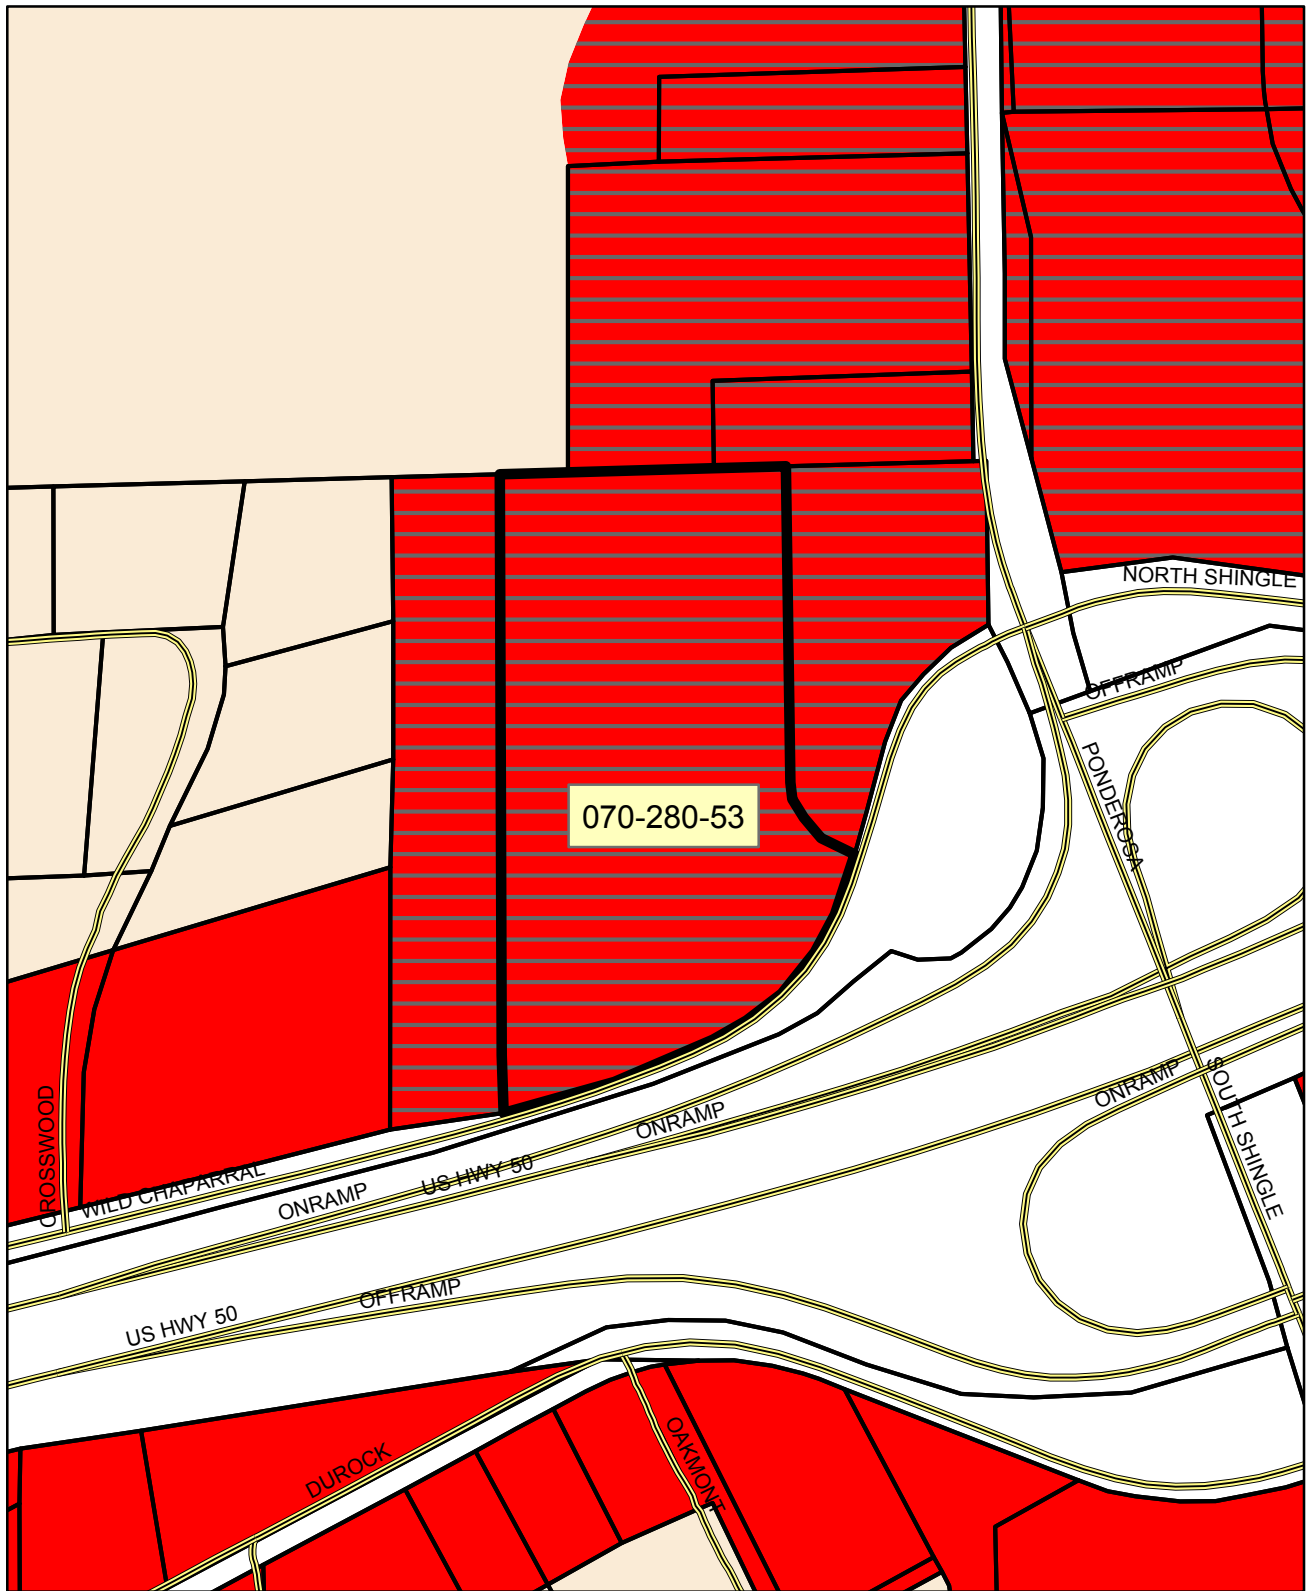 NORTH SHINGLE
OFFRAMP
PONDEROSA
070-280-53
ONRAMP
SOUTH SHINGLE
ONRAMP
CROSSWOOD
WILD CHAPARRAL
US HWY 50
ONRAMP
OFFRAMP
US HWY 50
OAKMONT
DUROCK